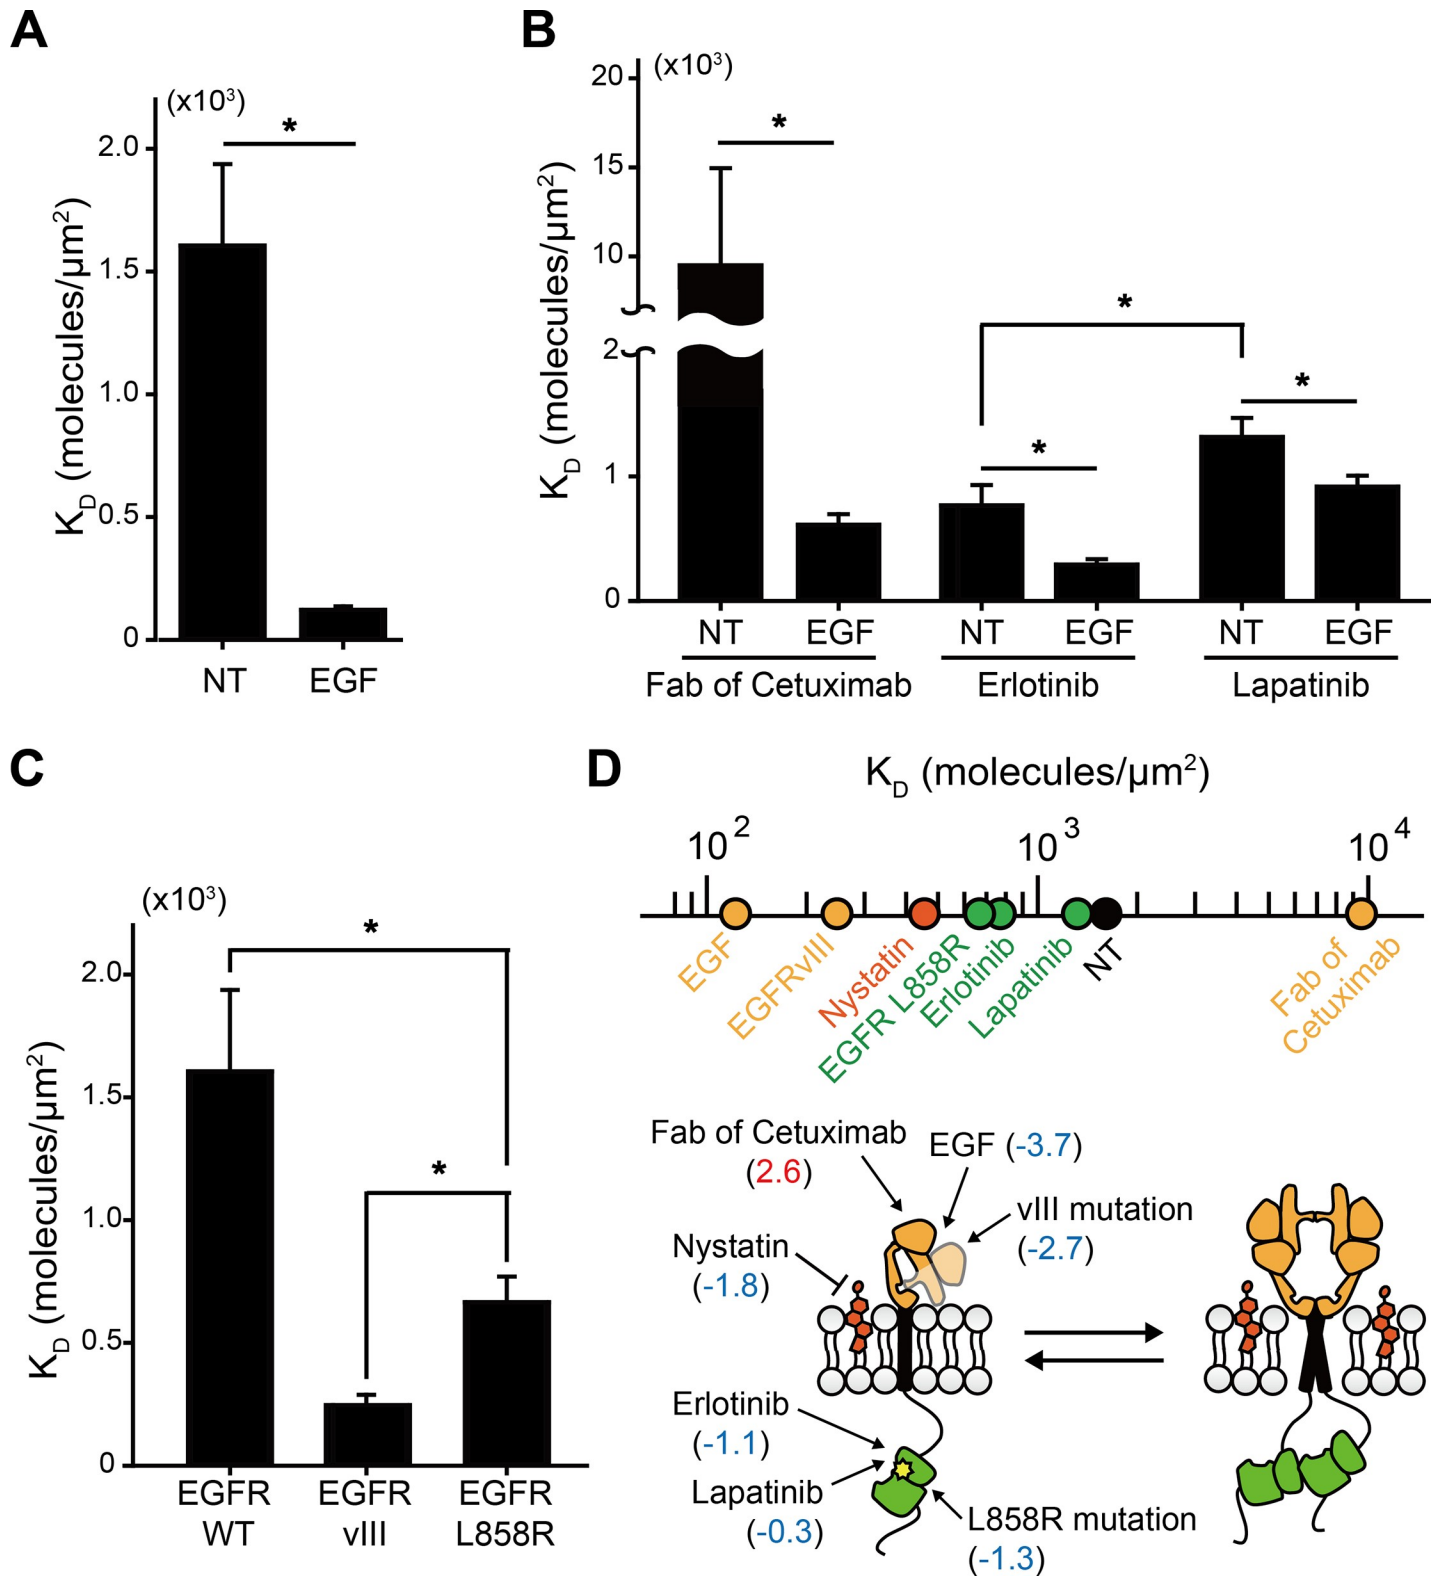 A
(x10³)
*
2.0
1.5
1.0
0.5
0
K_D (molecules/µm²)
NT EGF
B
(x10³)
20
15
10
2
1
0
K_D (molecules/µm²)
*
*
*
*
NT EGF NT EGF NT EGF
Fab of Cetuximab Erlotinib Lapatinib
C
(x10³)
2.0
1.5
1.0
0.5
0
K_D (molecules/µm²)
*
*
EGFR EGFR EGFR
WT vIII L858R
D
K_D (molecules/µm²)
10² 10³ 10⁴
EGF
EGFRvIII
Nystatin
EGFR L858R
Erlotinib
Lapatinib
NT
Fab of
Cetuximab
Fab of Cetuximab
(2.6)
EGF (-3.7)
vIII mutation
(-2.7)
Nystatin
(-1.8)
Erlotinib
(-1.1)
Lapatinib
(-0.3)
L858R mutation
(-1.3)